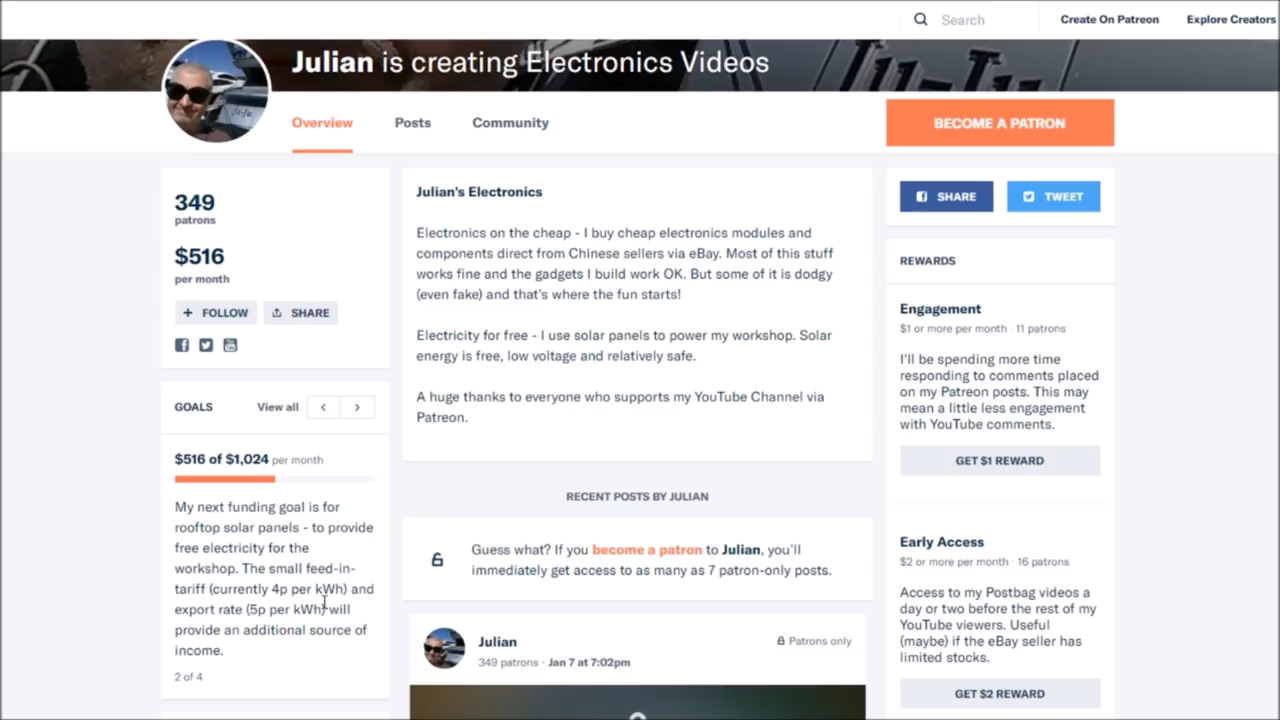 Search
Create On Patreon
Explore Creators
Julian is creating Electronics Videos
Overview
Posts
Community
BECOME A PATRON
349
patrons
$516
per month
+ FOLLOW
SHARE
GOALS
View all
$516 of $1,024 per month
My next funding goal is for
rooftop solar panels - to provide
free electricity for the
workshop. The small feed-in-
tariff (currently 4p per kWh) and
export rate (5p per kWh) will
provide an additional source of
income.
2 of 4
Julian's Electronics
Electronics on the cheap - I buy cheap electronics modules and
components direct from Chinese sellers via eBay. Most of this stuff
works fine and the gadgets I build work OK. But some of it is dodgy
(even fake) and that's where the fun starts!
Electricity for free - I use solar panels to power my workshop. Solar
energy is free, low voltage and relatively safe.
A huge thanks to everyone who supports my YouTube Channel via
Patreon.
RECENT POSTS BY JULIAN
Guess what? If you become a patron to Julian, you'll
immediately get access to as many as 7 patron-only posts.
Julian
Patrons only
349 patrons · Jan 7 at 7:02pm
SHARE
TWEET
REWARDS
Engagement
$1 or more per month · 11 patrons
I'll be spending more time
responding to comments placed
on my Patreon posts. This may
mean a little less engagement
with YouTube comments.
GET $1 REWARD
Early Access
$2 or more per month · 16 patrons
Access to my Postbag videos a
day or two before the rest of my
YouTube viewers. Useful
(maybe) if the eBay seller has
limited stocks.
GET $2 REWARD